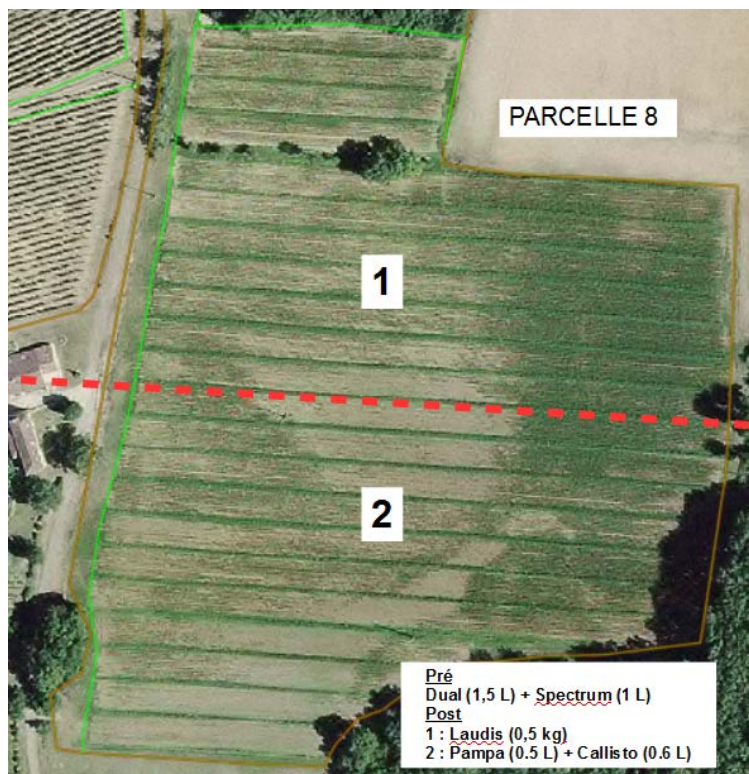 PARCELLE 8
1
2
Pré
Dual (1,5 L) + Spectrum (1 L)
Post
1 : Laudis (0,5 kg)
2 : Pampa (0.5 L) + Callisto (0.6 L)